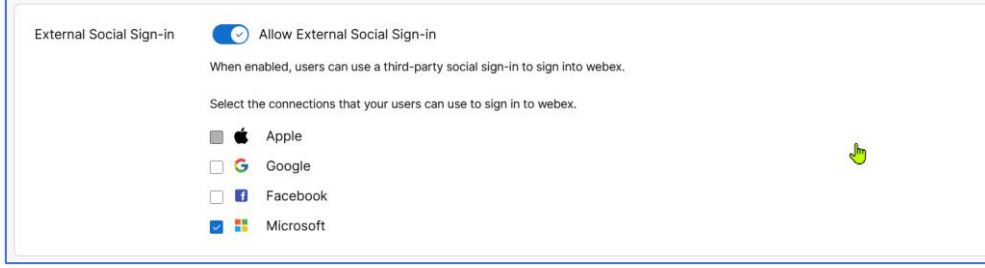 External Social Sign-in Allow External Social Sign-in
When enabled, users can use a third-party social sign-in to sign into webex.
Select the connections that your users can use to sign in to webex.
Apple
Google
Facebook
Microsoft